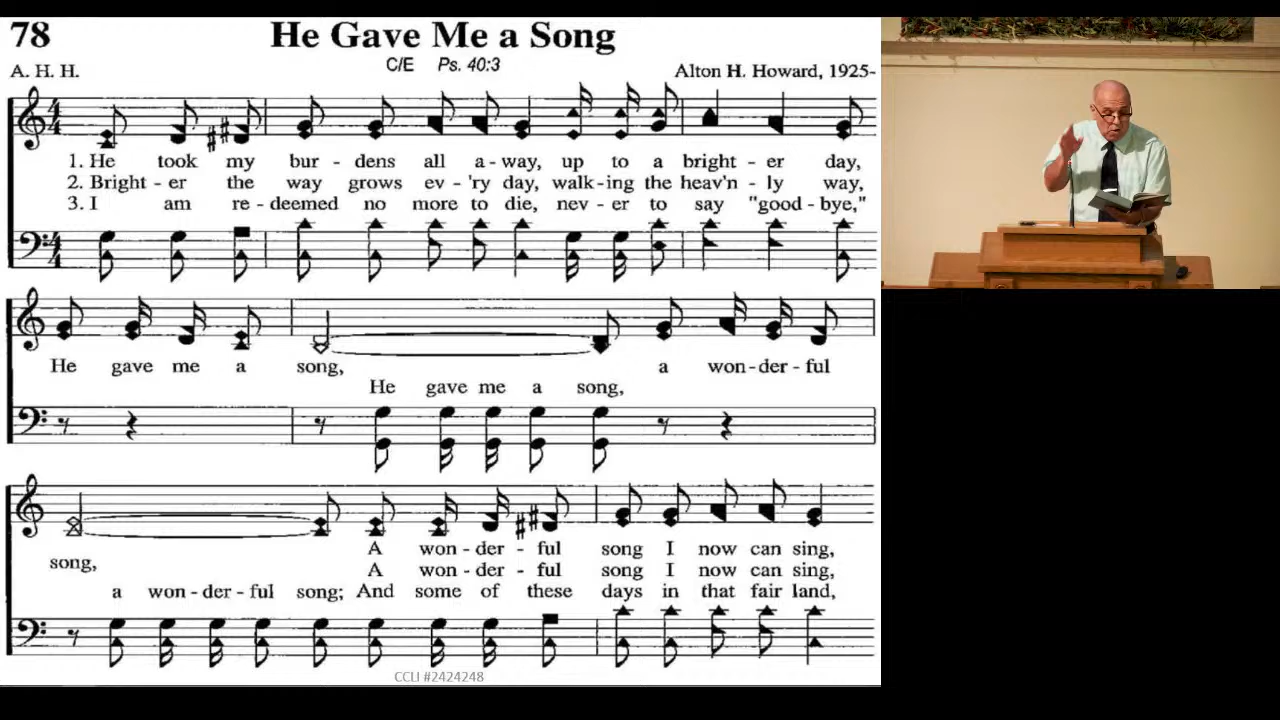 78
He Gave Me a Song
C/E Ps. 40:3
A. H. H.
Alton H. Howard, 1925-
1. He took my bur - dens all a - way, up to a bright - er day,
2. Bright - er the way grows ev - 'ry day, walk - ing the heav'n - ly way,
3. I am re - deemed no more to die, nev - er to say "good - bye,"
He gave me a song, a won - der - ful
He gave me a song,
A won - der - ful song I now can sing,
song,
A won - der - ful song I now can sing,
a won - der - ful song; And some of these days in that fair land,
CCLI #2424248